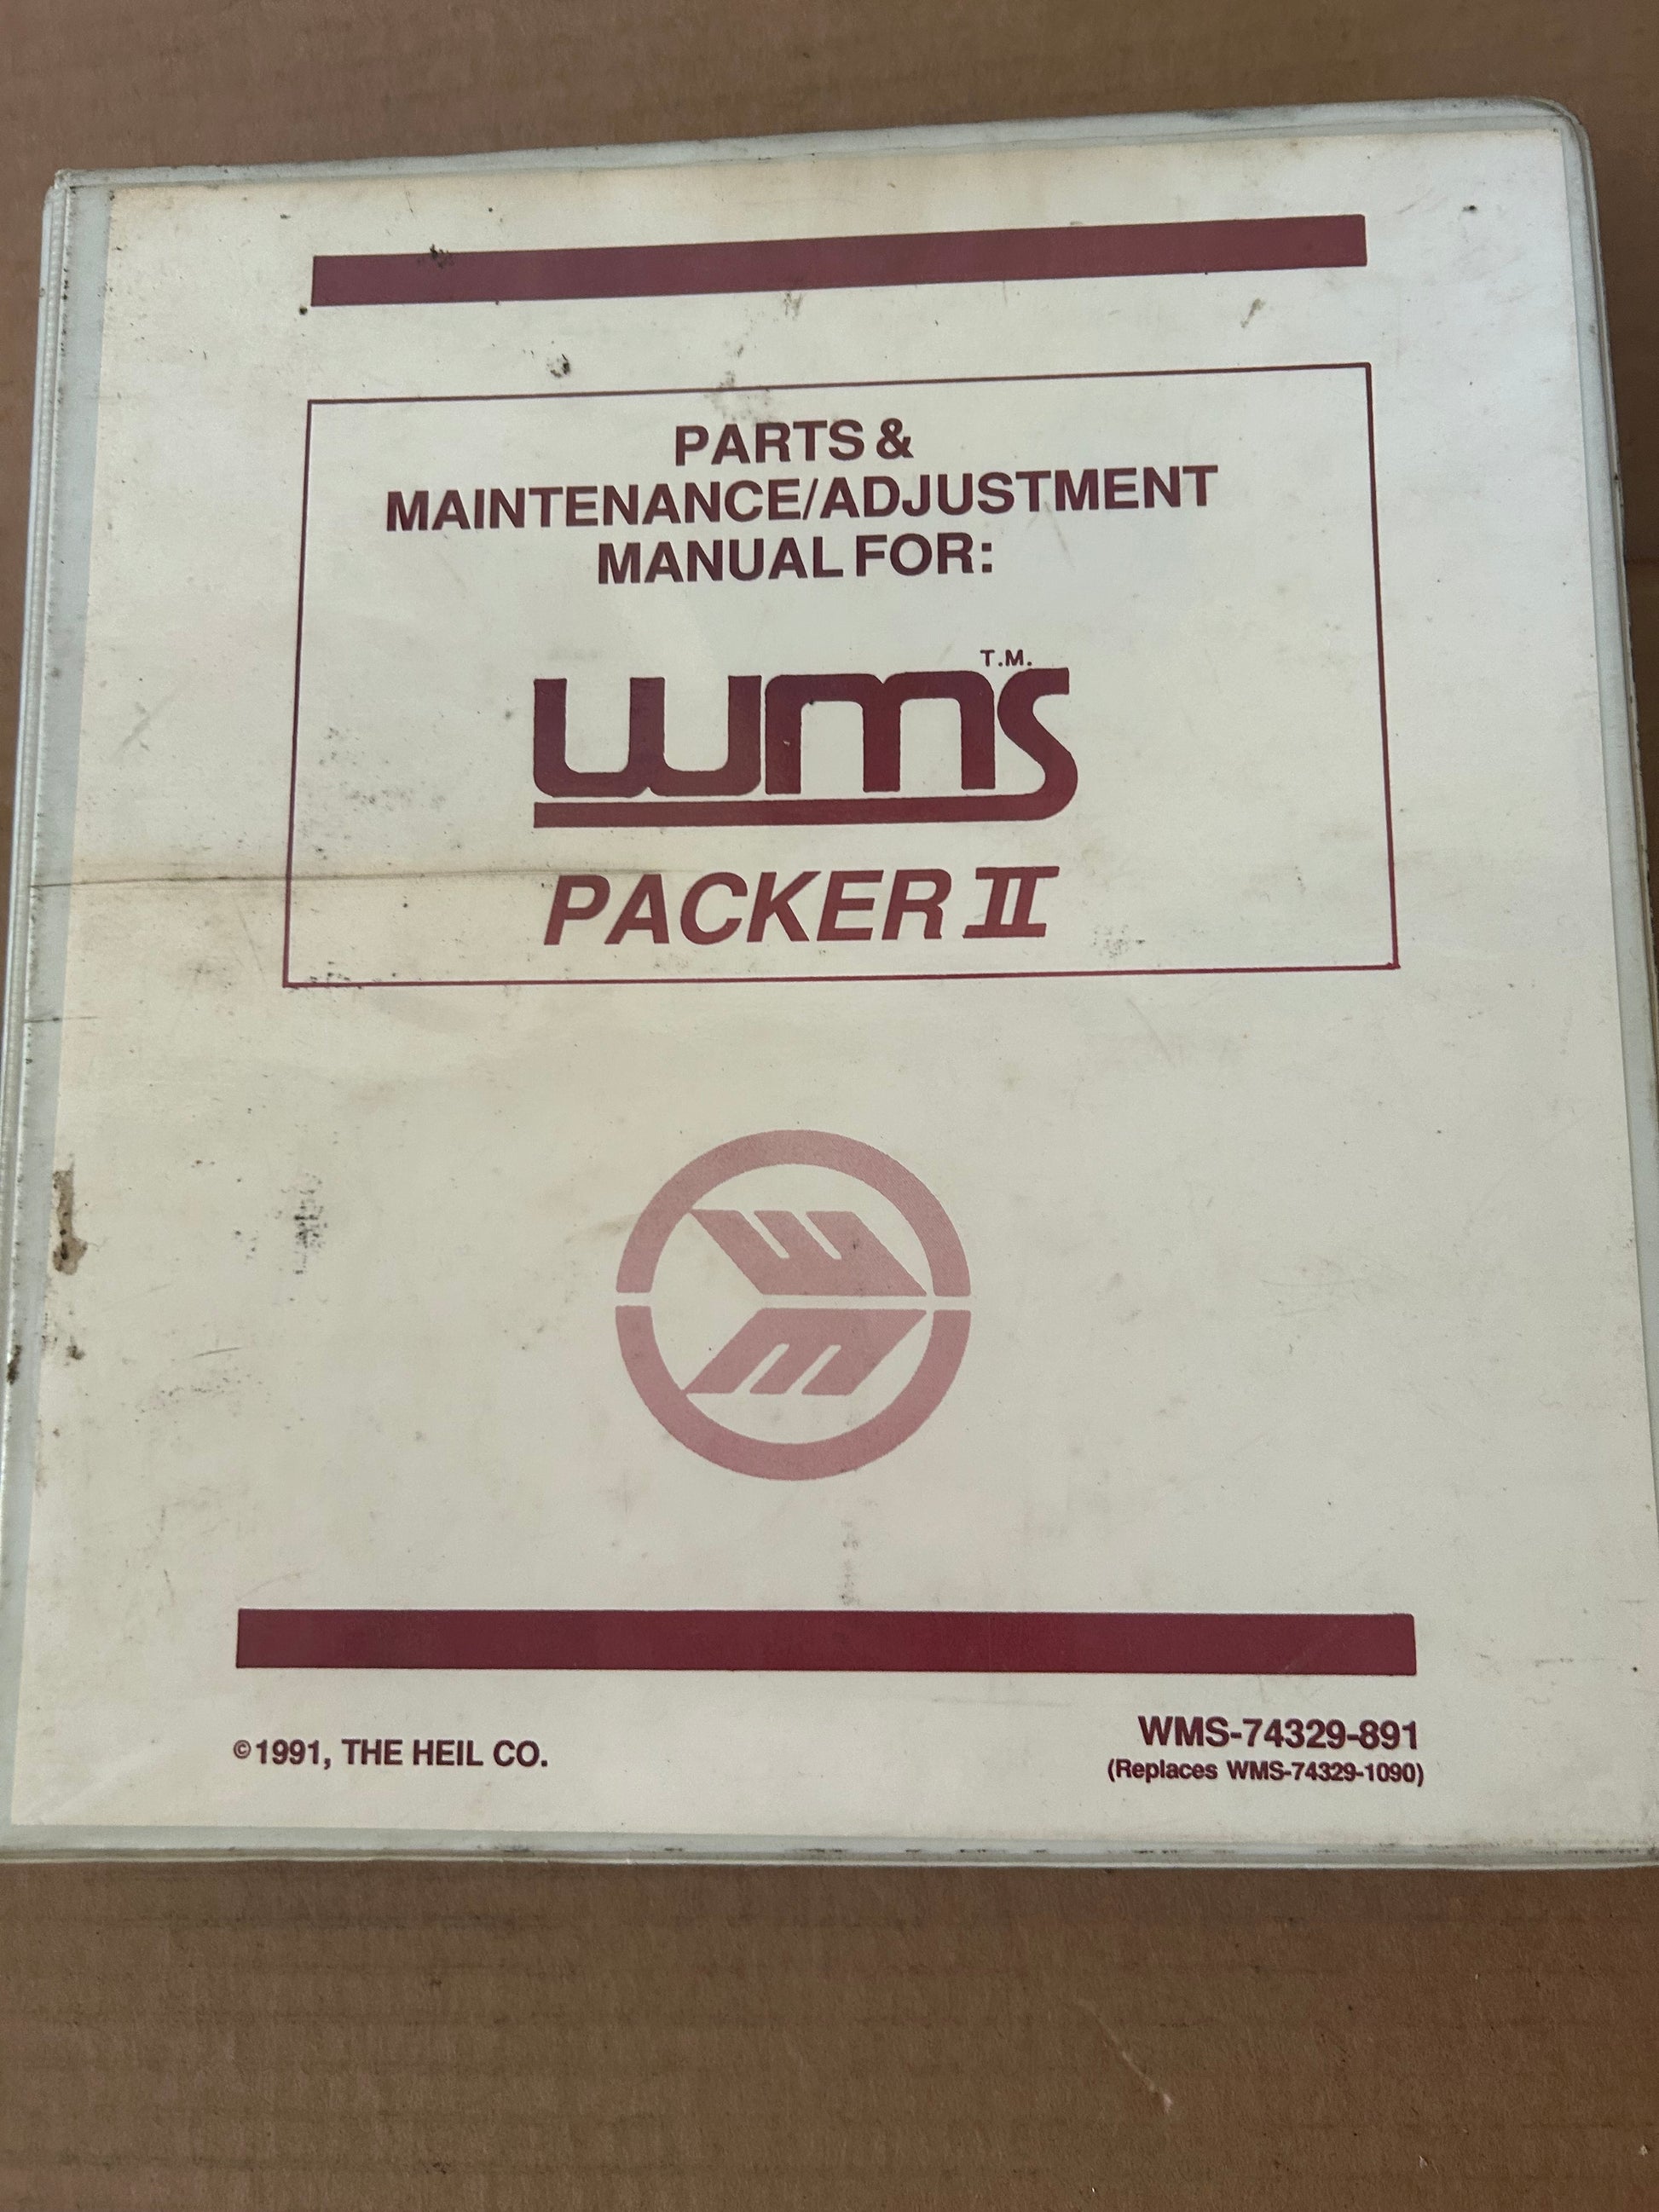 PARTS &
MAINTENANCE/ADJUSTMENT
MANUAL FOR:
T.M.
wms
PACKER II
©1991, THE HEIL CO.
WMS-74329-891
(Replaces WMS-74329-1090)